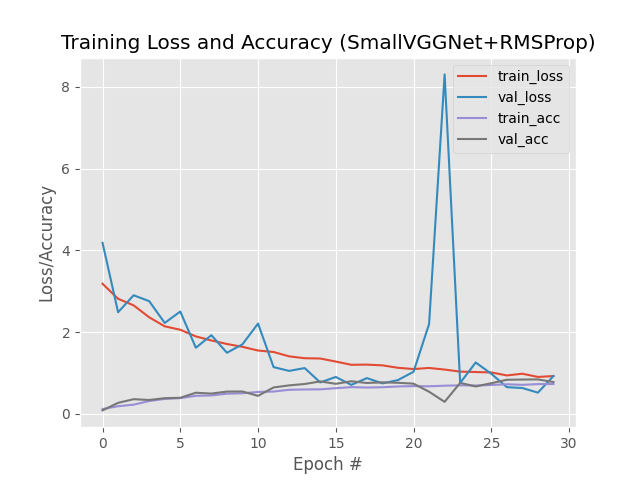 Training Loss and Accuracy (SmallVGGNet+RMSProp)
train_loss
val_loss
train_acc
val_acc
Loss/Accuracy
8
6
4
2
0
0 5 10 15 20 25 30
Epoch #